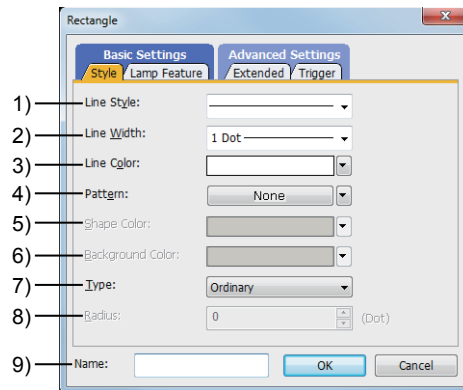 Rectangle
x
Basic Settings
Advanced Settings
Style
Lamp Feature
Extended
Trigger
1)
Line Style:
2)
Line Width:
1 Dot
3)
Line Color:
4)
Pattern:
None
5)
Shape Color:
6)
Background Color:
7)
Type:
Ordinary
8)
Radius:
0
(Dot)
9)
Name:
OK
Cancel